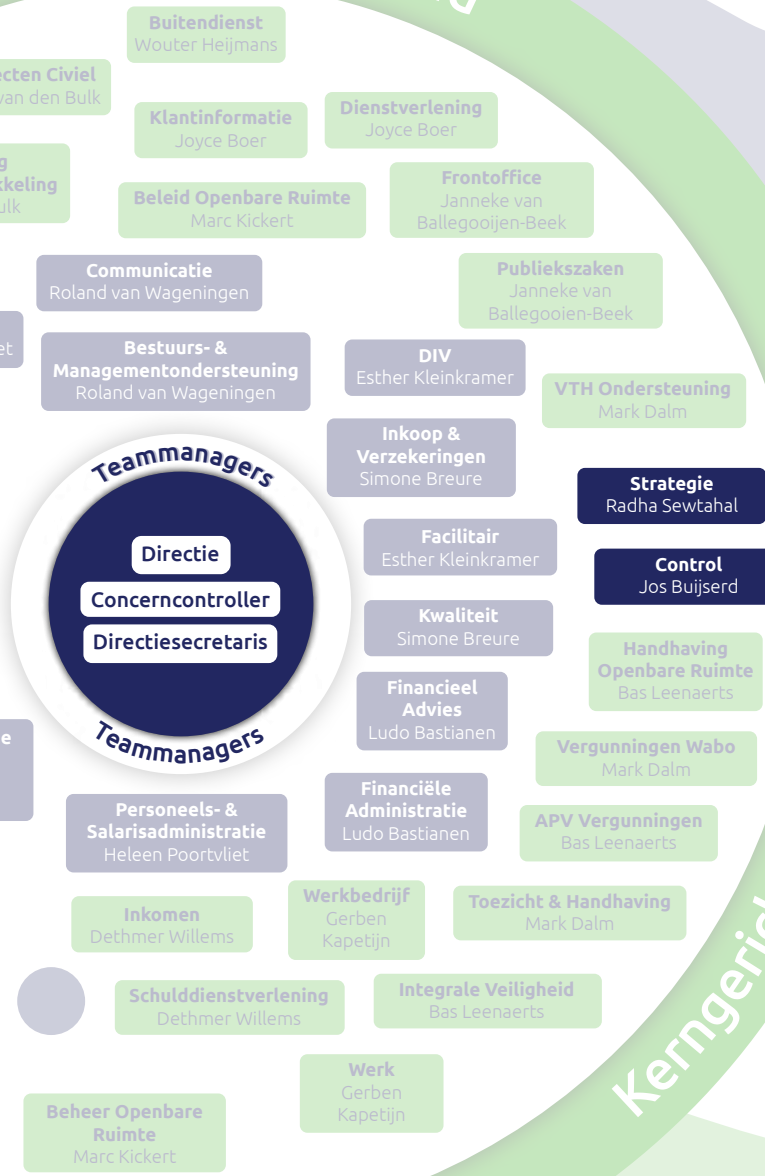 Buitendienst
Wouter Heijmans
ecten Civiel
van den Bulk
Klantinformatie
Joyce Boer
Dienstverlening
Joyce Boer
g
kkeling
ulk
Beleid Openbare Ruimte
Marc Kickert
Frontoffice
Janneke van
Ballegooijen-Beek
Communicatie
Roland van Wageningen
Publiekszaken
Janneke van
Ballegooien-Beek
et
Bestuurs- &
Managementondersteuning
Roland van Wageningen
DIV
Esther Kleinkramer
VTH Ondersteuning
Mark Dalm
Inkoop &
Verzekeringen
Simone Breure
Teammanagers
Strategie
Radha Sewtahal
Directie
Concerncontroller
Directiesecretaris
Facilitair
Esther Kleinkramer
Control
Jos Buijserd
Kwaliteit
Simone Breure
Handhaving
Openbare Ruimte
Bas Leenaerts
Financieel
Advies
Ludo Bastianen
Teammanagers
e
Vergunningen Wabo
Mark Dalm
Personeels- &
Salarisadministratie
Heleen Poortvliet
Financiële
Administratie
Ludo Bastianen
APV Vergunningen
Bas Leenaerts
Inkomen
Dethmer Willems
Werkbedrijf
Gerben
Kapetijn
Toezicht & Handhaving
Mark Dalm
Schulddienstverlening
Dethmer Willems
Integrale Veiligheid
Bas Leenaerts
Kerngeric
Werk
Gerben
Kapetijn
Beheer Openbare
Ruimte
Marc Kickert